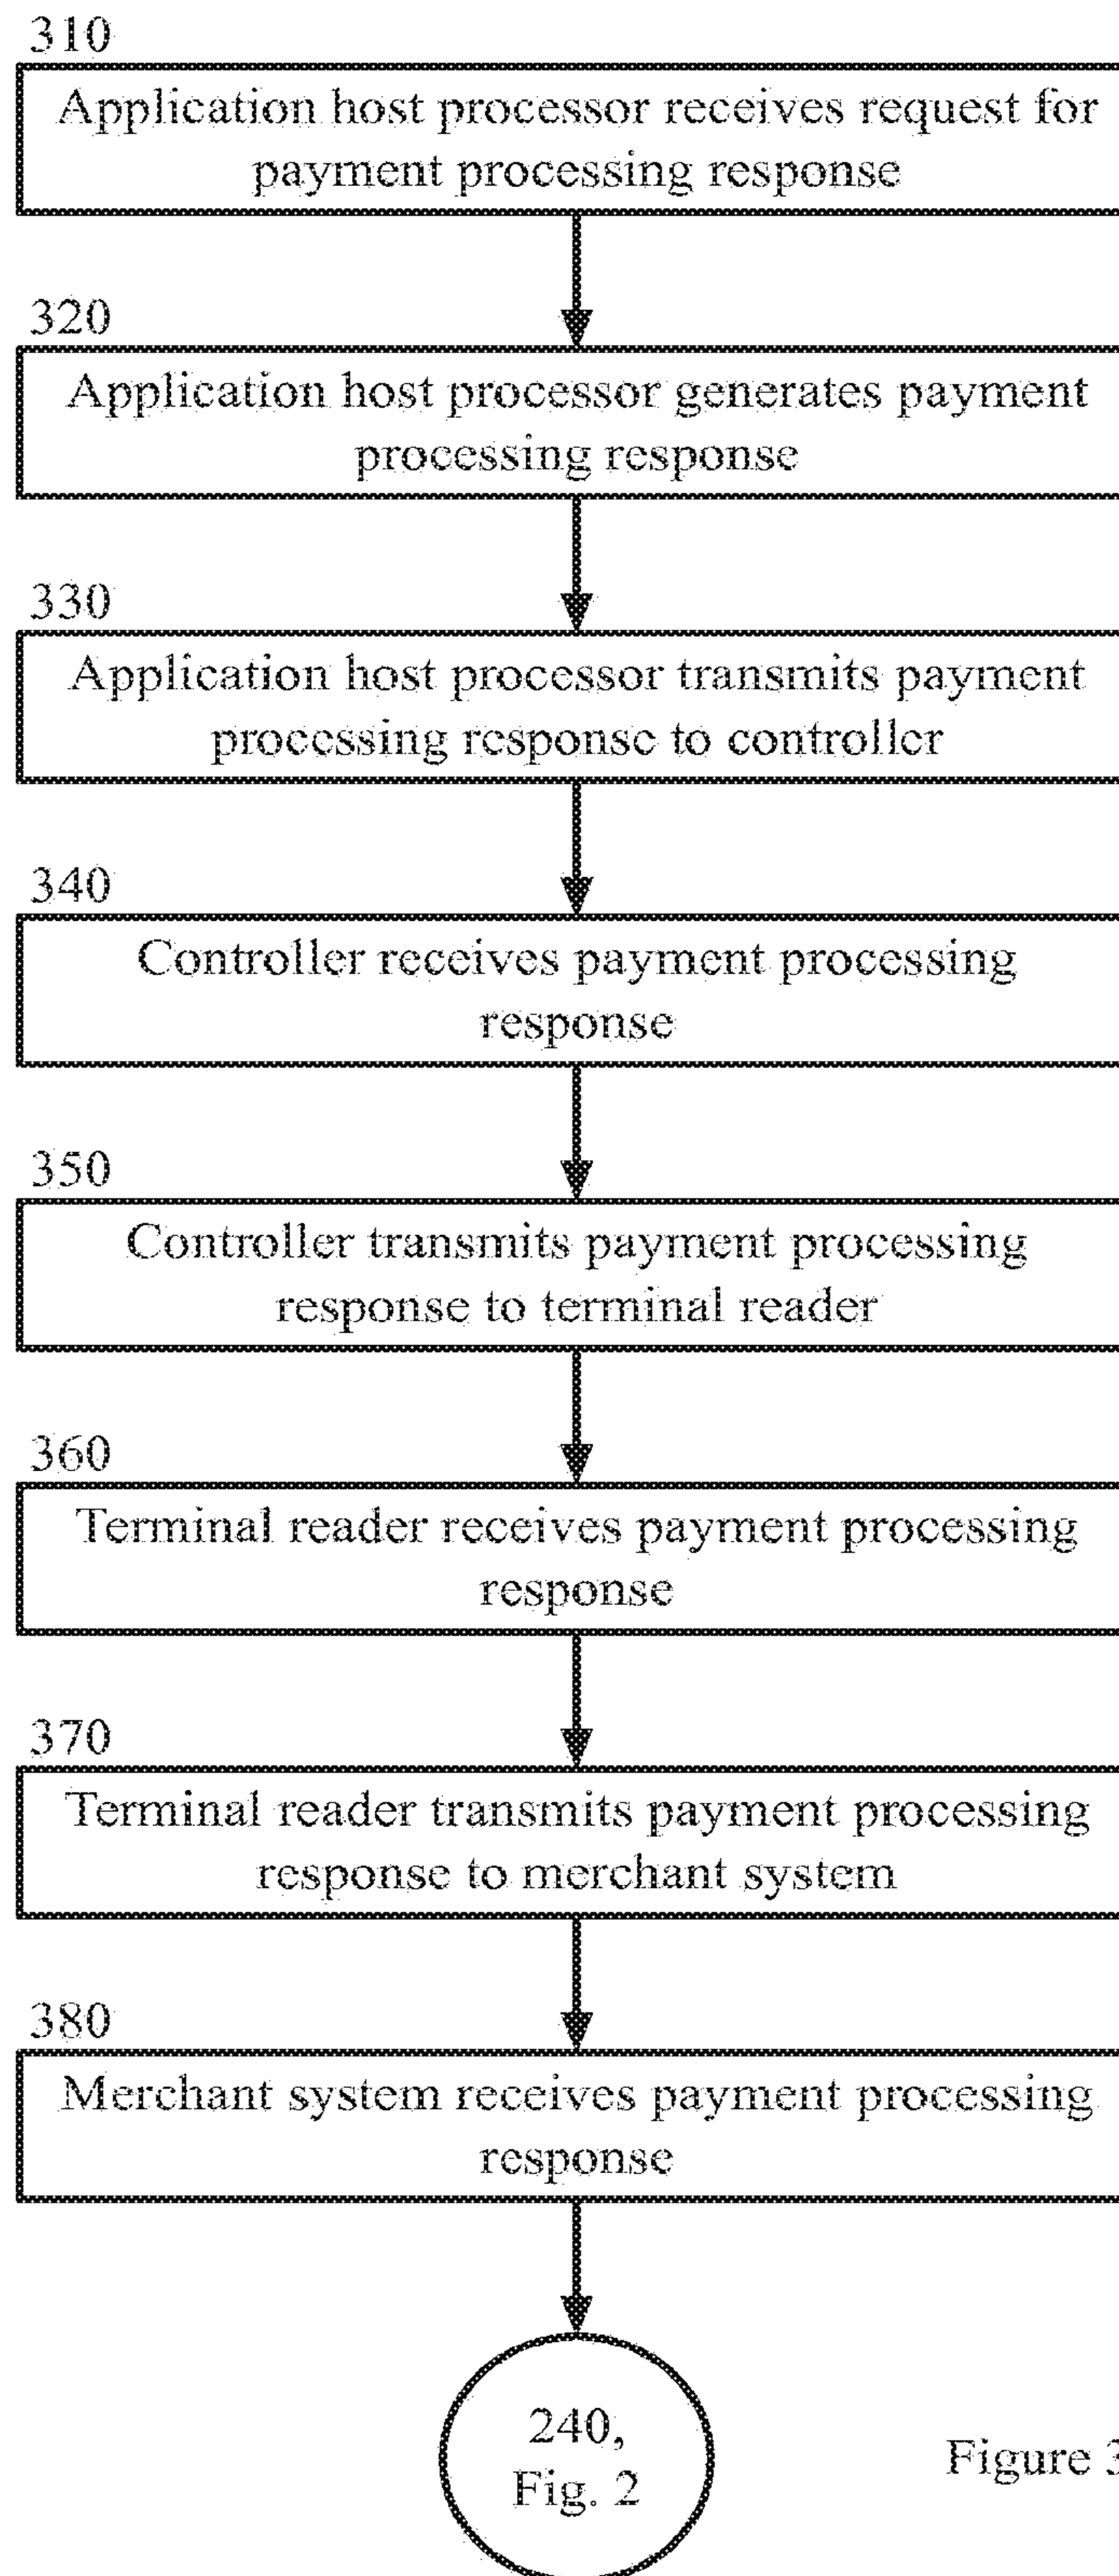 310
Application host processor receives request for
payment processing response
320
Application host processor generates payment
processing response
330
Application host processor transmits payment
processing response to controller
340
Controller receives payment processing
response
350
Controller transmits payment processing
response to terminal reader
360
Terminal reader receives payment processing
response
370
Terminal reader transmits payment processing
response to merchant system
380
Merchant system receives payment processing
response
240,
Fig. 2
Figure 3